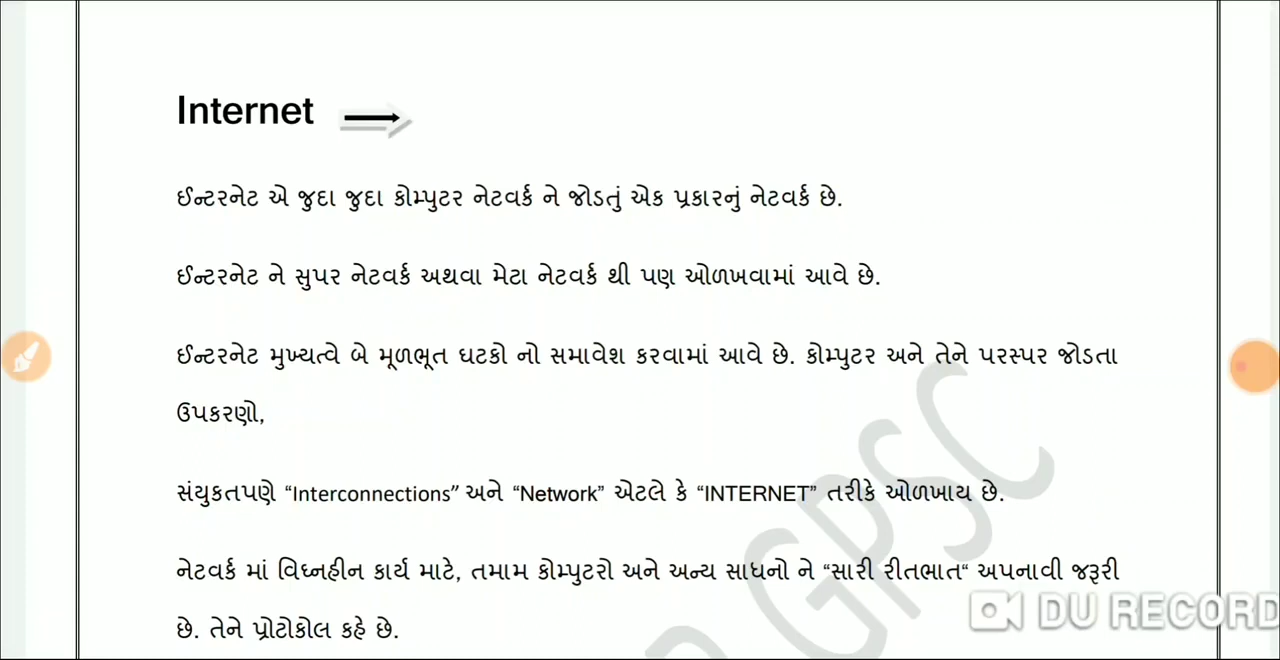 Internet
ઈન્ટરનેટ એ જુદા જુદા કોમ્પુટર નેટવર્ક ને જોડતું એક પ્રકારનું નેટવર્ક છે.
ઈન્ટરનેટ ને સુપર નેટવર્ક અથવા મેટા નેટવર્ક થી પણ ઓળખવામાં આવે છે.
ઈન્ટરનેટ મુખ્યત્વે બે મૂળભૂત ઘટકો નો સમાવેશ કરવામાં આવે છે. કોમ્પુટર અને તેને પરસ્પર જોડતા
ઉપકરણો,
સંયુકતપણે “Interconnections” અને “Network” એટલે કે “INTERNET” તરીકે ઓળખાય છે.
નેટવર્ક માં વિઘ્નહીન કાર્ય માટે, તમામ કોમ્પુટરો અને અન્ય સાધનો ને “સારી રીતભાત“ અપનાવી જરૂરી
છે. તેને પ્રોટોકોલ કહે છે.
GPSC
DU RECORD